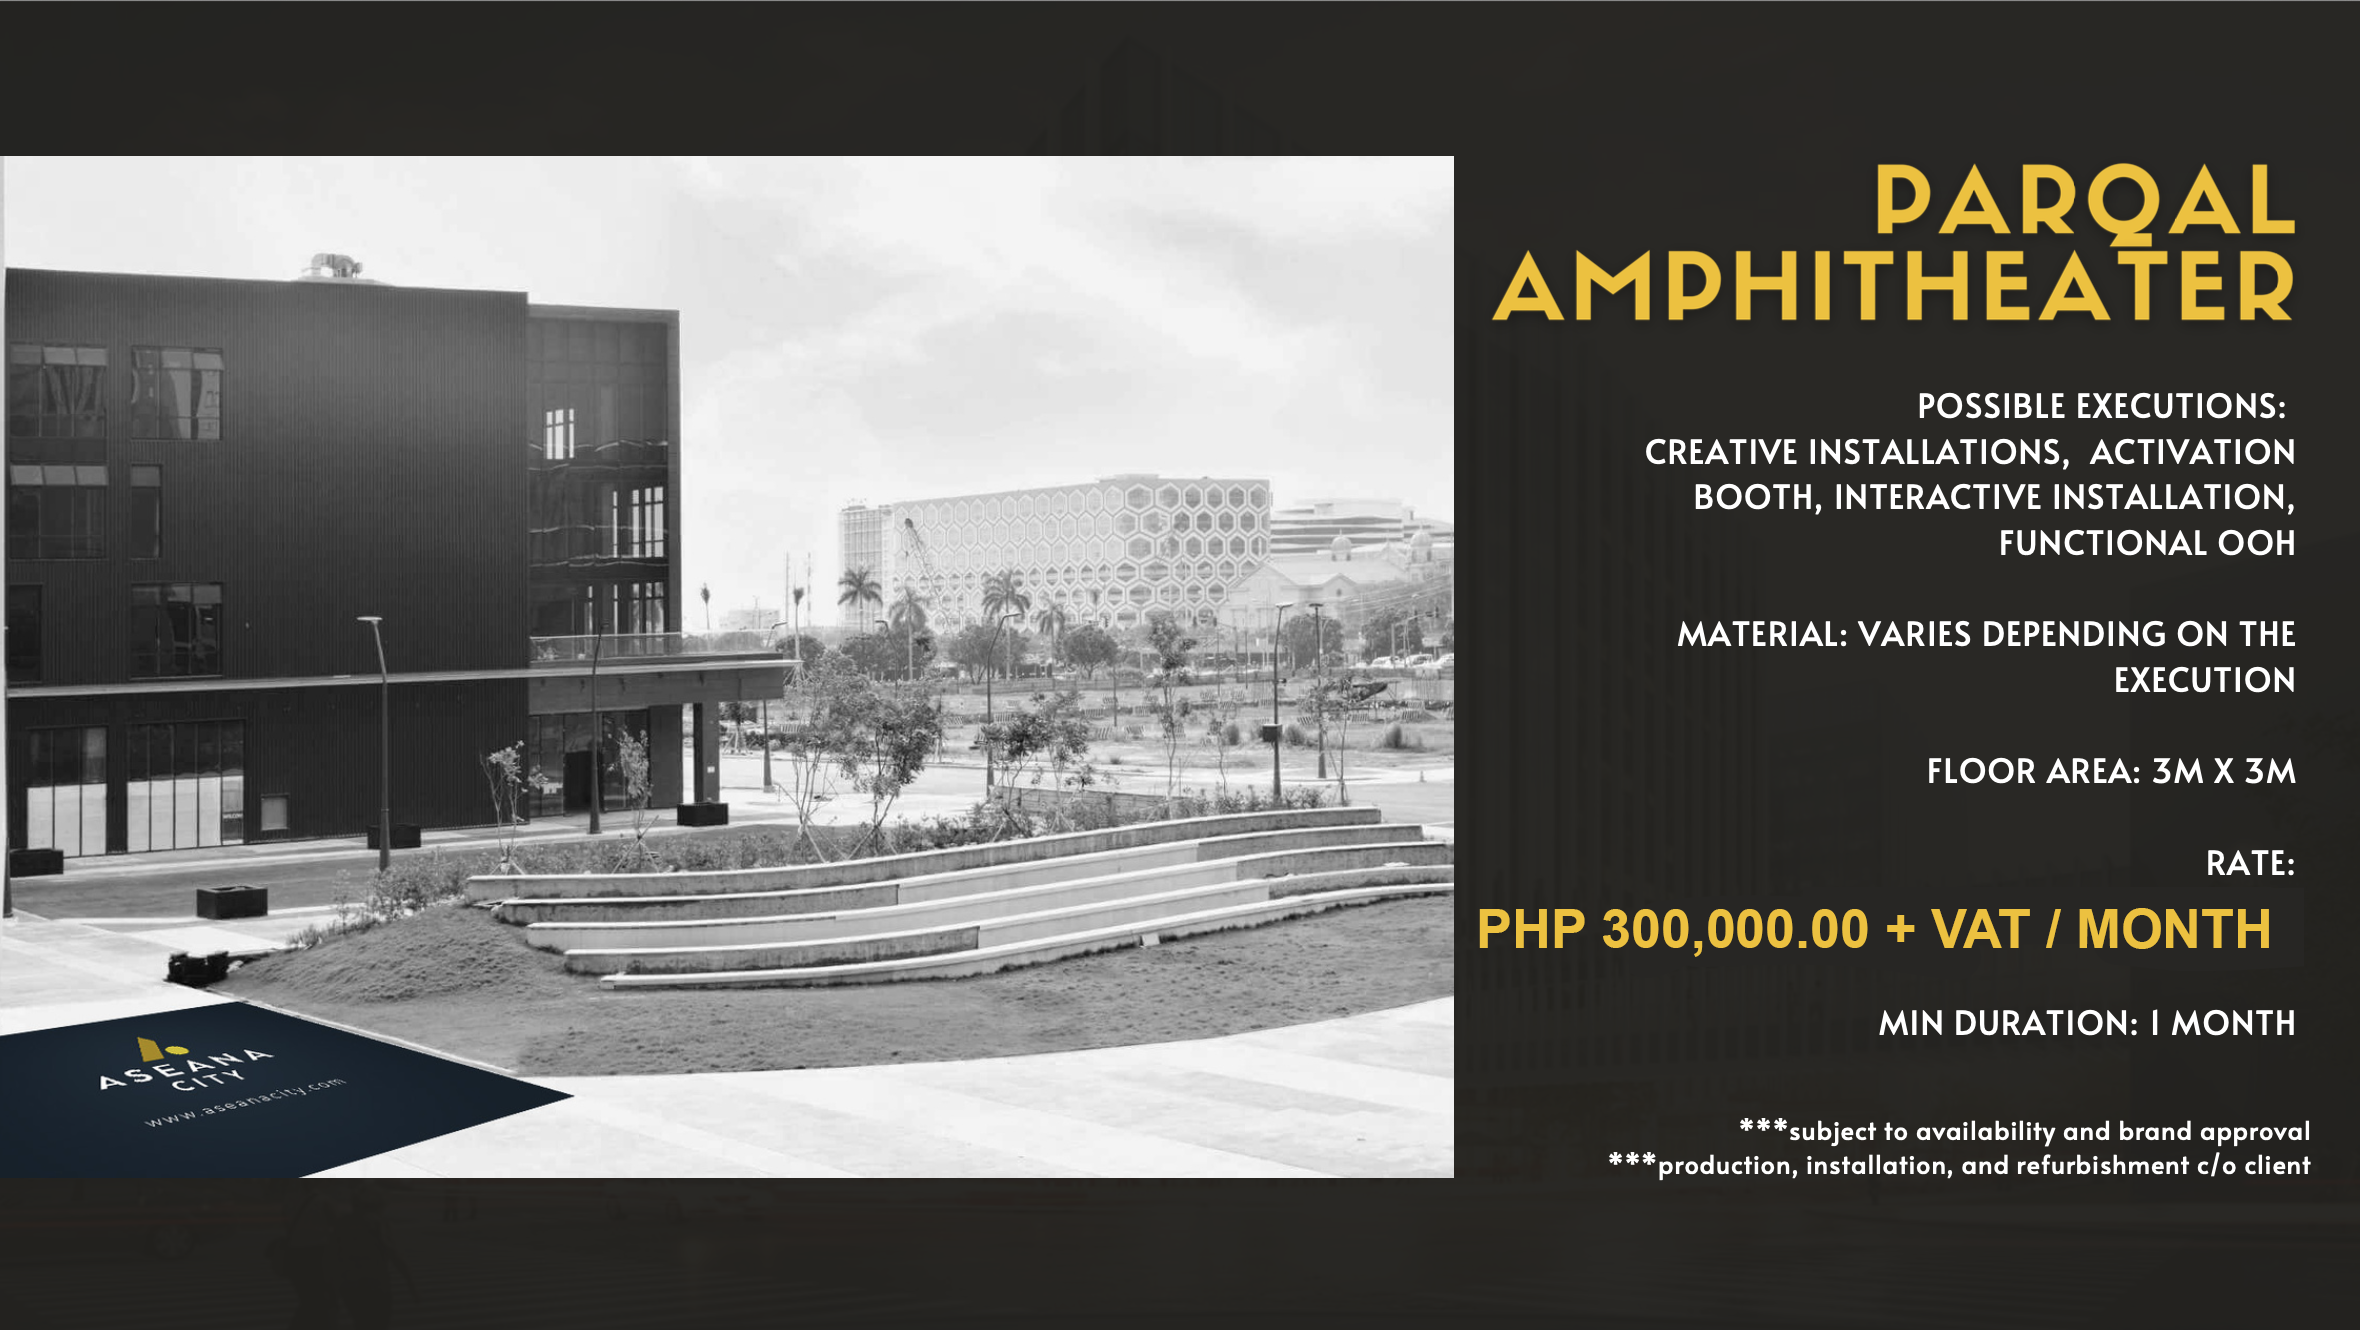 PARQAL
AMPHITHEATER
POSSIBLE EXECUTIONS:
CREATIVE INSTALLATIONS, ACTIVATION
BOOTH, INTERACTIVE INSTALLATION,
FUNCTIONAL OOH
MATERIAL: VARIES DEPENDING ON THE
EXECUTION
FLOOR AREA: 3M X 3M
RATE:
PHP 300,000.00 + VAT / MONTH
MIN DURATION: 1 MONTH
***subject to availability and brand approval
***production, installation, and refurbishment c/o client
ASEANA
CITY
www.aseanacity.com